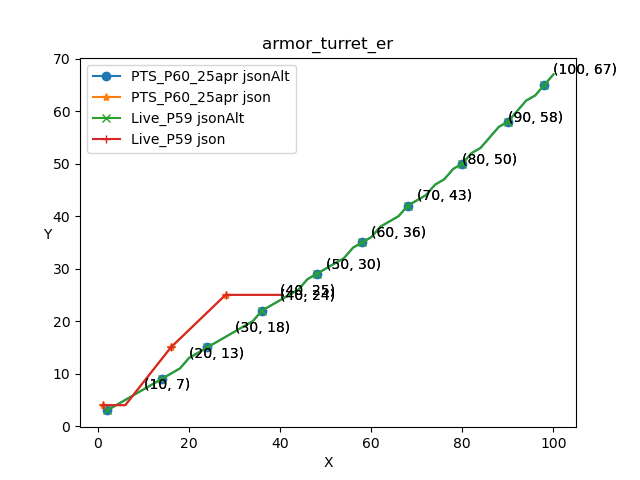 armor_turret_er
PTS_P60_25apr jsonAlt
PTS_P60_25apr json
Live_P59 jsonAlt
Live_P59 json
(100, 67)
(90, 58)
(80, 50)
(70, 43)
(60, 36)
(50, 30)
(40, 25)
(40, 24)
(30, 18)
(20, 13)
(10, 7)
70
60
50
40
30
20
10
0
Y
0 20 40 60 80 100
X